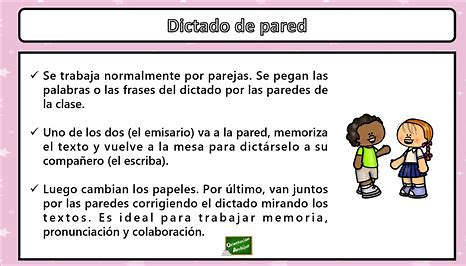 Dictado de pared
✓ Se trabaja normalmente por parejas. Se pegan las
palabras o las frases del dictado por las paredes de
la clase.
✓ Uno de los dos (el emisario) va a la pared, memoriza
el texto y vuelve a la mesa para dictárselo a su
compañero (el escriba).
✓ Luego cambian los papeles. Por último, van juntos
por las paredes corrigiendo el dictado mirando los
textos. Es ideal para trabajar memoria,
pronunciación y colaboración.
Orientación
Andújar